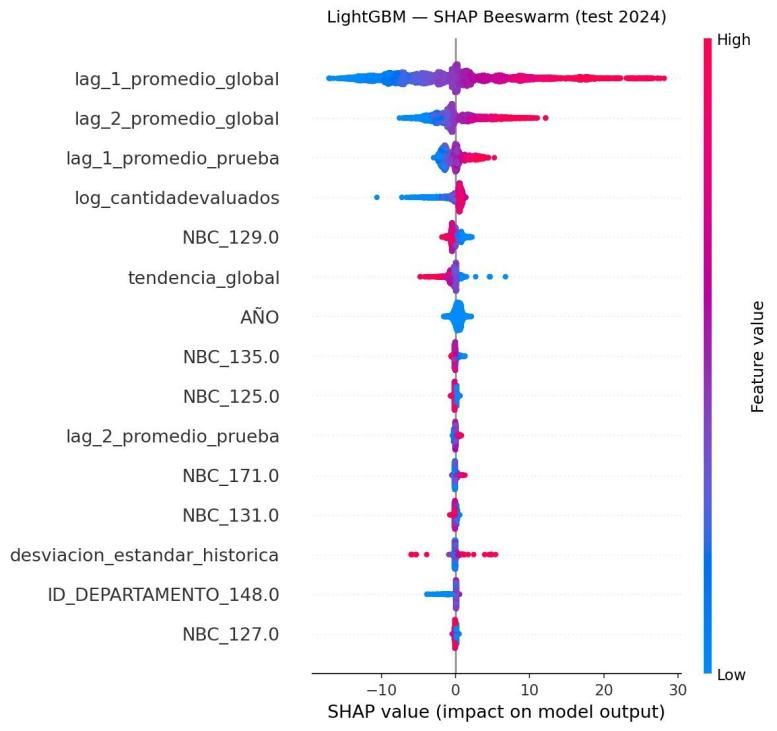 LightGBM — SHAP Beeswarm (test 2024)
High
lag_1_promedio_global
lag_2_promedio_global
lag_1_promedio_prueba
log_cantidadevaluados
NBC_129.0
tendencia_global
AÑO
NBC_135.0
NBC_125.0
lag_2_promedio_prueba
NBC_171.0
NBC_131.0
desviacion_estandar_historica
ID_DEPARTAMENTO_148.0
NBC_127.0
Feature value
Low
−10 0 10 20 30
SHAP value (impact on model output)